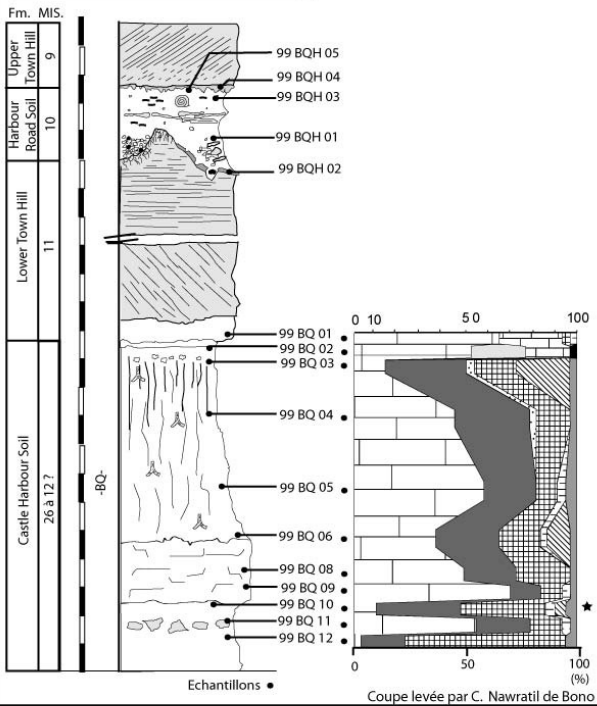 Fm. MIS.
Upper
Town Hill
9
Harbour
Road Soil
10
Lower Town Hill
11
Castle Harbour Soil
26 à 12 ?
-BQ-
99 BQH 05
99 BQH 04
99 BQH 03
99 BQH 01
99 BQH 02
99 BQ 01
99 BQ 02
99 BQ 03
99 BQ 04
99 BQ 05
99 BQ 06
99 BQ 08
99 BQ 09
99 BQ 10
99 BQ 11
99 BQ 12
Echantillons
0 10 50 100
0 50 100
(%)
Coupe levée par C. Nawratil de Bono